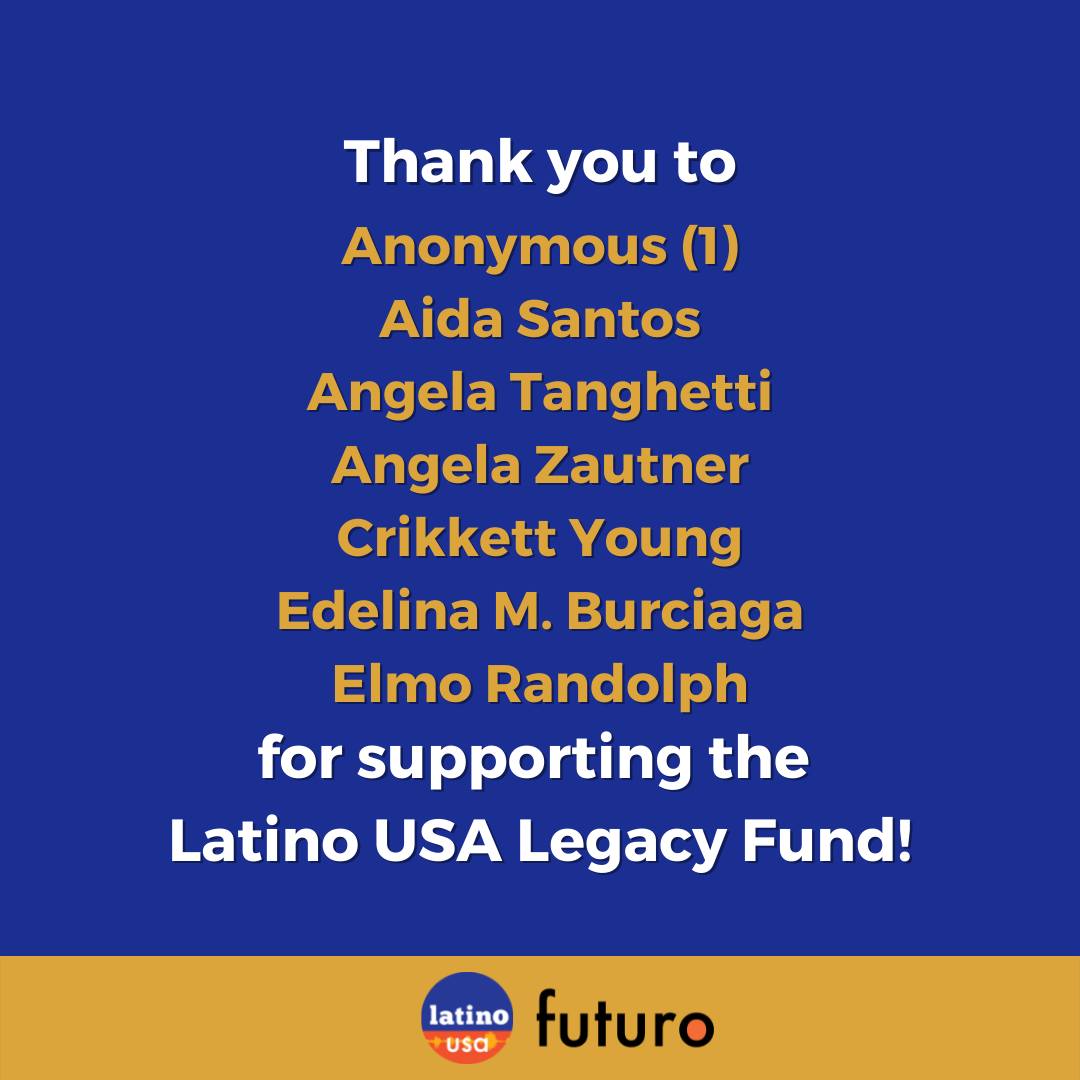 Thank you to
Anonymous (1)
Aida Santos
Angela Tanghetti
Angela Zautner
Crikkett Young
Edelina M. Burciaga
Elmo Randolph
for supporting the
Latino USA Legacy Fund!
latino
usa
futuro